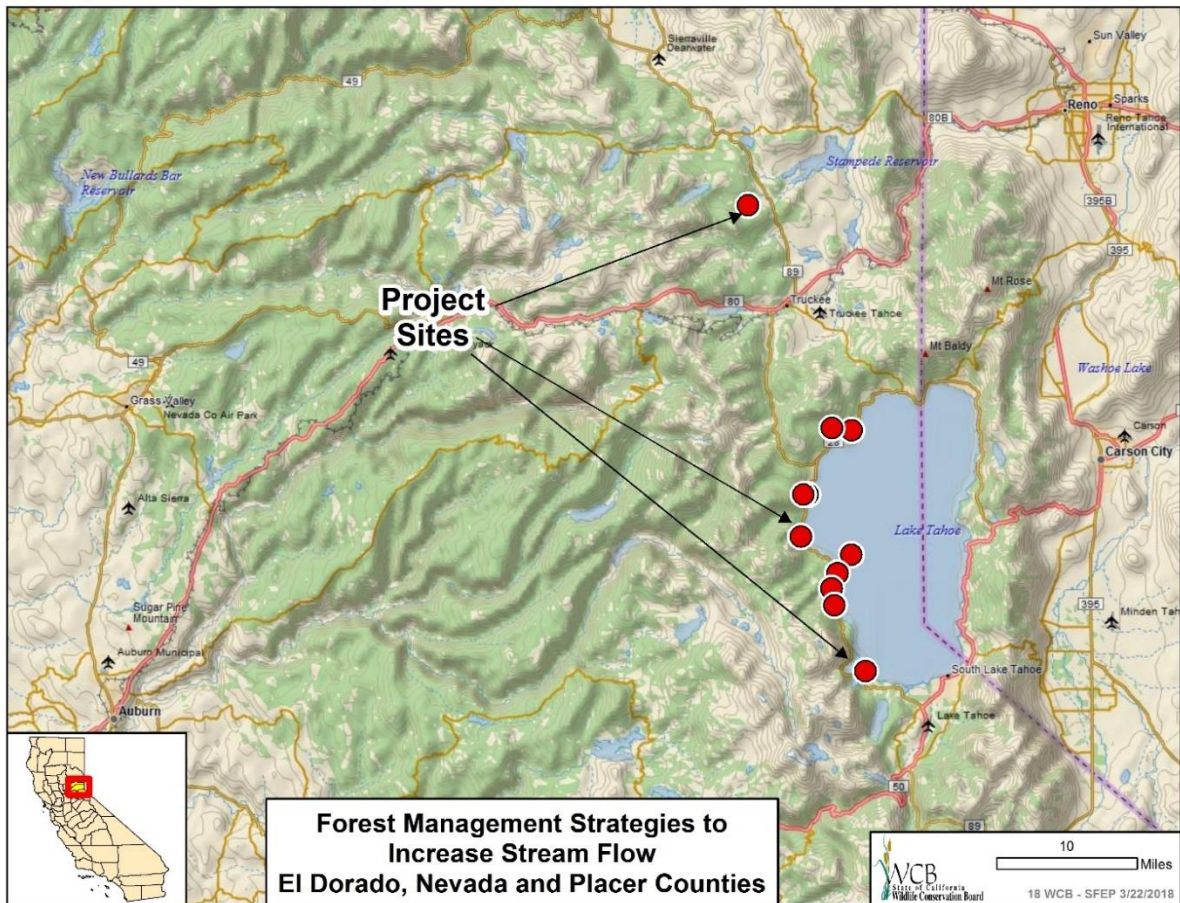 Sierraville
Dearwater
Sun Valley
49
Reno
Sparks
80B
Reno Tahoe
International
New Bullards Bar
Reservoir
Stampede Reservoir
395B
395
Project
Sites
89
Mt Rose
80
Truckee
Truckee Tahoe
49
Mt Baldy
Washoe Lake
Grass Valley
Nevada Co Air Park
28
Carson
Carson City
Alta Sierra
Lake Tahoe
Sugar Pine
Mountain
395
Minden Tah
Auburn Municipal
South Lake Tahoe
Auburn
Lake Tahoe
50
89
Forest Management Strategies to
Increase Stream Flow
El Dorado, Nevada and Placer Counties
WCB
State of California
Wildlife Conservation Board
10
Miles
18 WCB - SFEP 3/22/2018